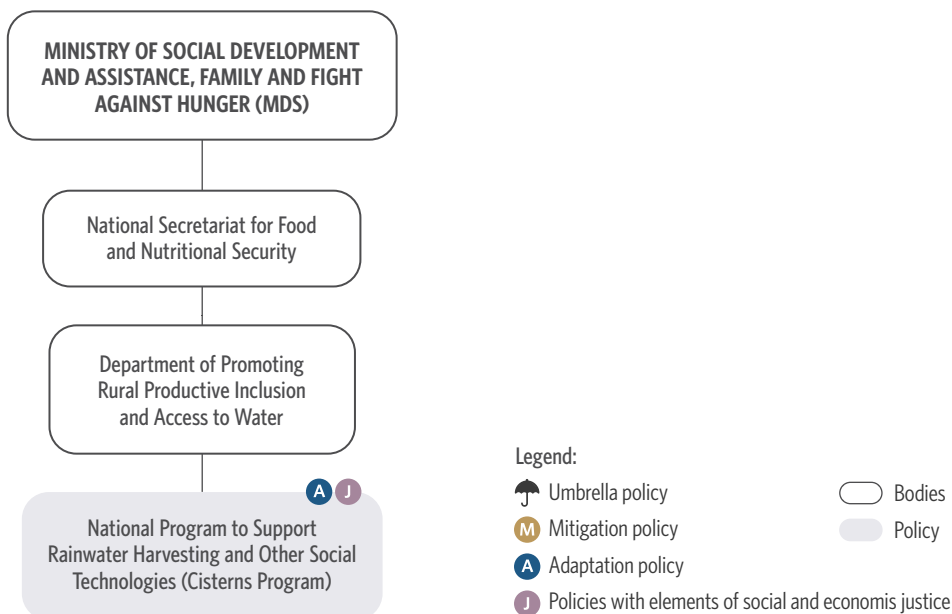 MINISTRY OF SOCIAL DEVELOPMENT
AND ASSISTANCE, FAMILY AND FIGHT
AGAINST HUNGER (MDS)
National Secretariat for Food
and Nutritional Security
Department of Promoting
Rural Productive Inclusion
and Access to Water
A J
National Program to Support
Rainwater Harvesting and Other Social
Technologies (Cisterns Program)
Legend:
Umbrella policy
M Mitigation policy
A Adaptation policy
J Policies with elements of social and economis justice
Bodies
Policy